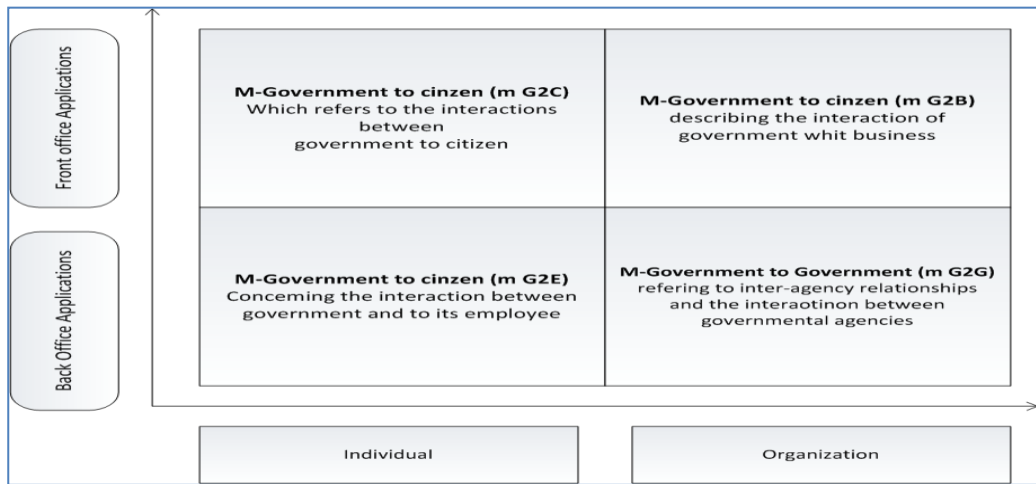 Front office Applications
M-Government to cinzen (m G2C)
Which refers to the interactions
between
government to citizen
M-Government to cinzen (m G2B)
describing the interaction of
government whit business
Back Office Applications
M-Government to cinzen (m G2E)
Conceming the interaction between
government and to its employee
M-Government to Government (m G2G)
refering to inter-agency relationships
and the interaotinon between
governmental agencies
Individual
Organization